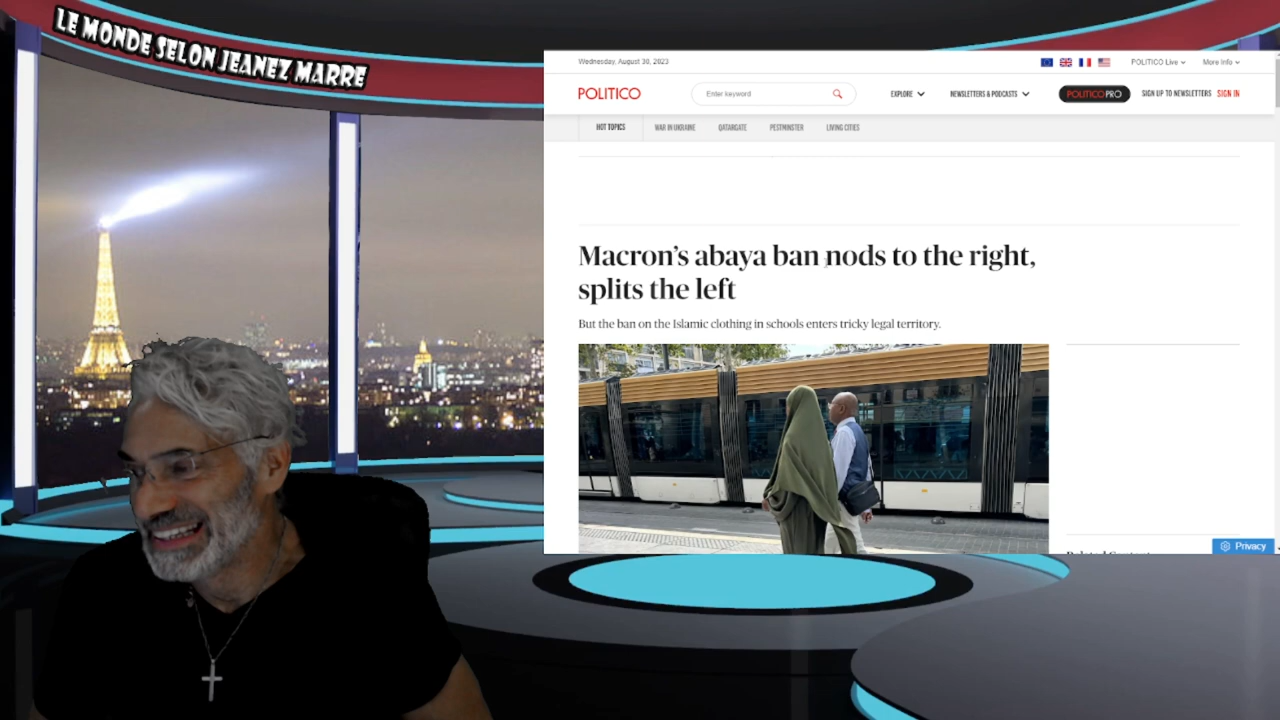 LE MONDE SELON JEANEZ MARRE
Wednesday, August 30, 2023
POLITICO Live
More Info
POLITICO
Enter keyword
EXPLORE
NEWSLETTERS & PODCASTS
POLITICO PRO
SIGN UP TO NEWSLETTERS
SIGN IN
HOT TOPICS
WAR IN UKRAINE
QATARGATE
PESTMINSTER
LIVING CITIES
Macron's abaya ban nods to the right,
splits the left
But the ban on the Islamic clothing in schools enters tricky legal territory.
Privacy